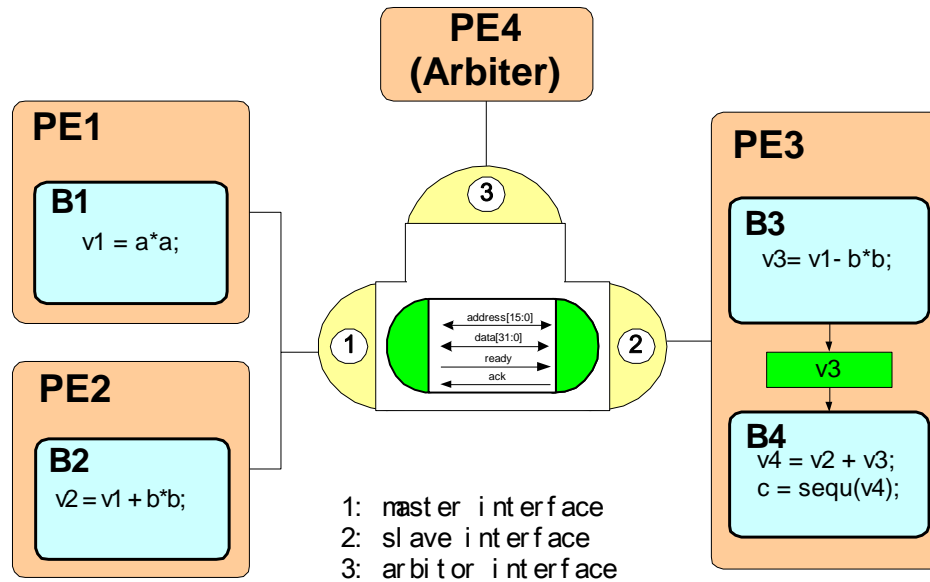 PE4
(Arbiter)
PE1
B1
v1 = a*a;
PE2
B2
v2 = v1 + b*b;
3
1
address[15:0]
data[31:0]
ready
ack
2
PE3
B3
v3= v1- b*b;
v3
B4
v4 = v2 + v3;
c = sequ(v4);
1: master interface
2: slave interface
3: arbitor interface